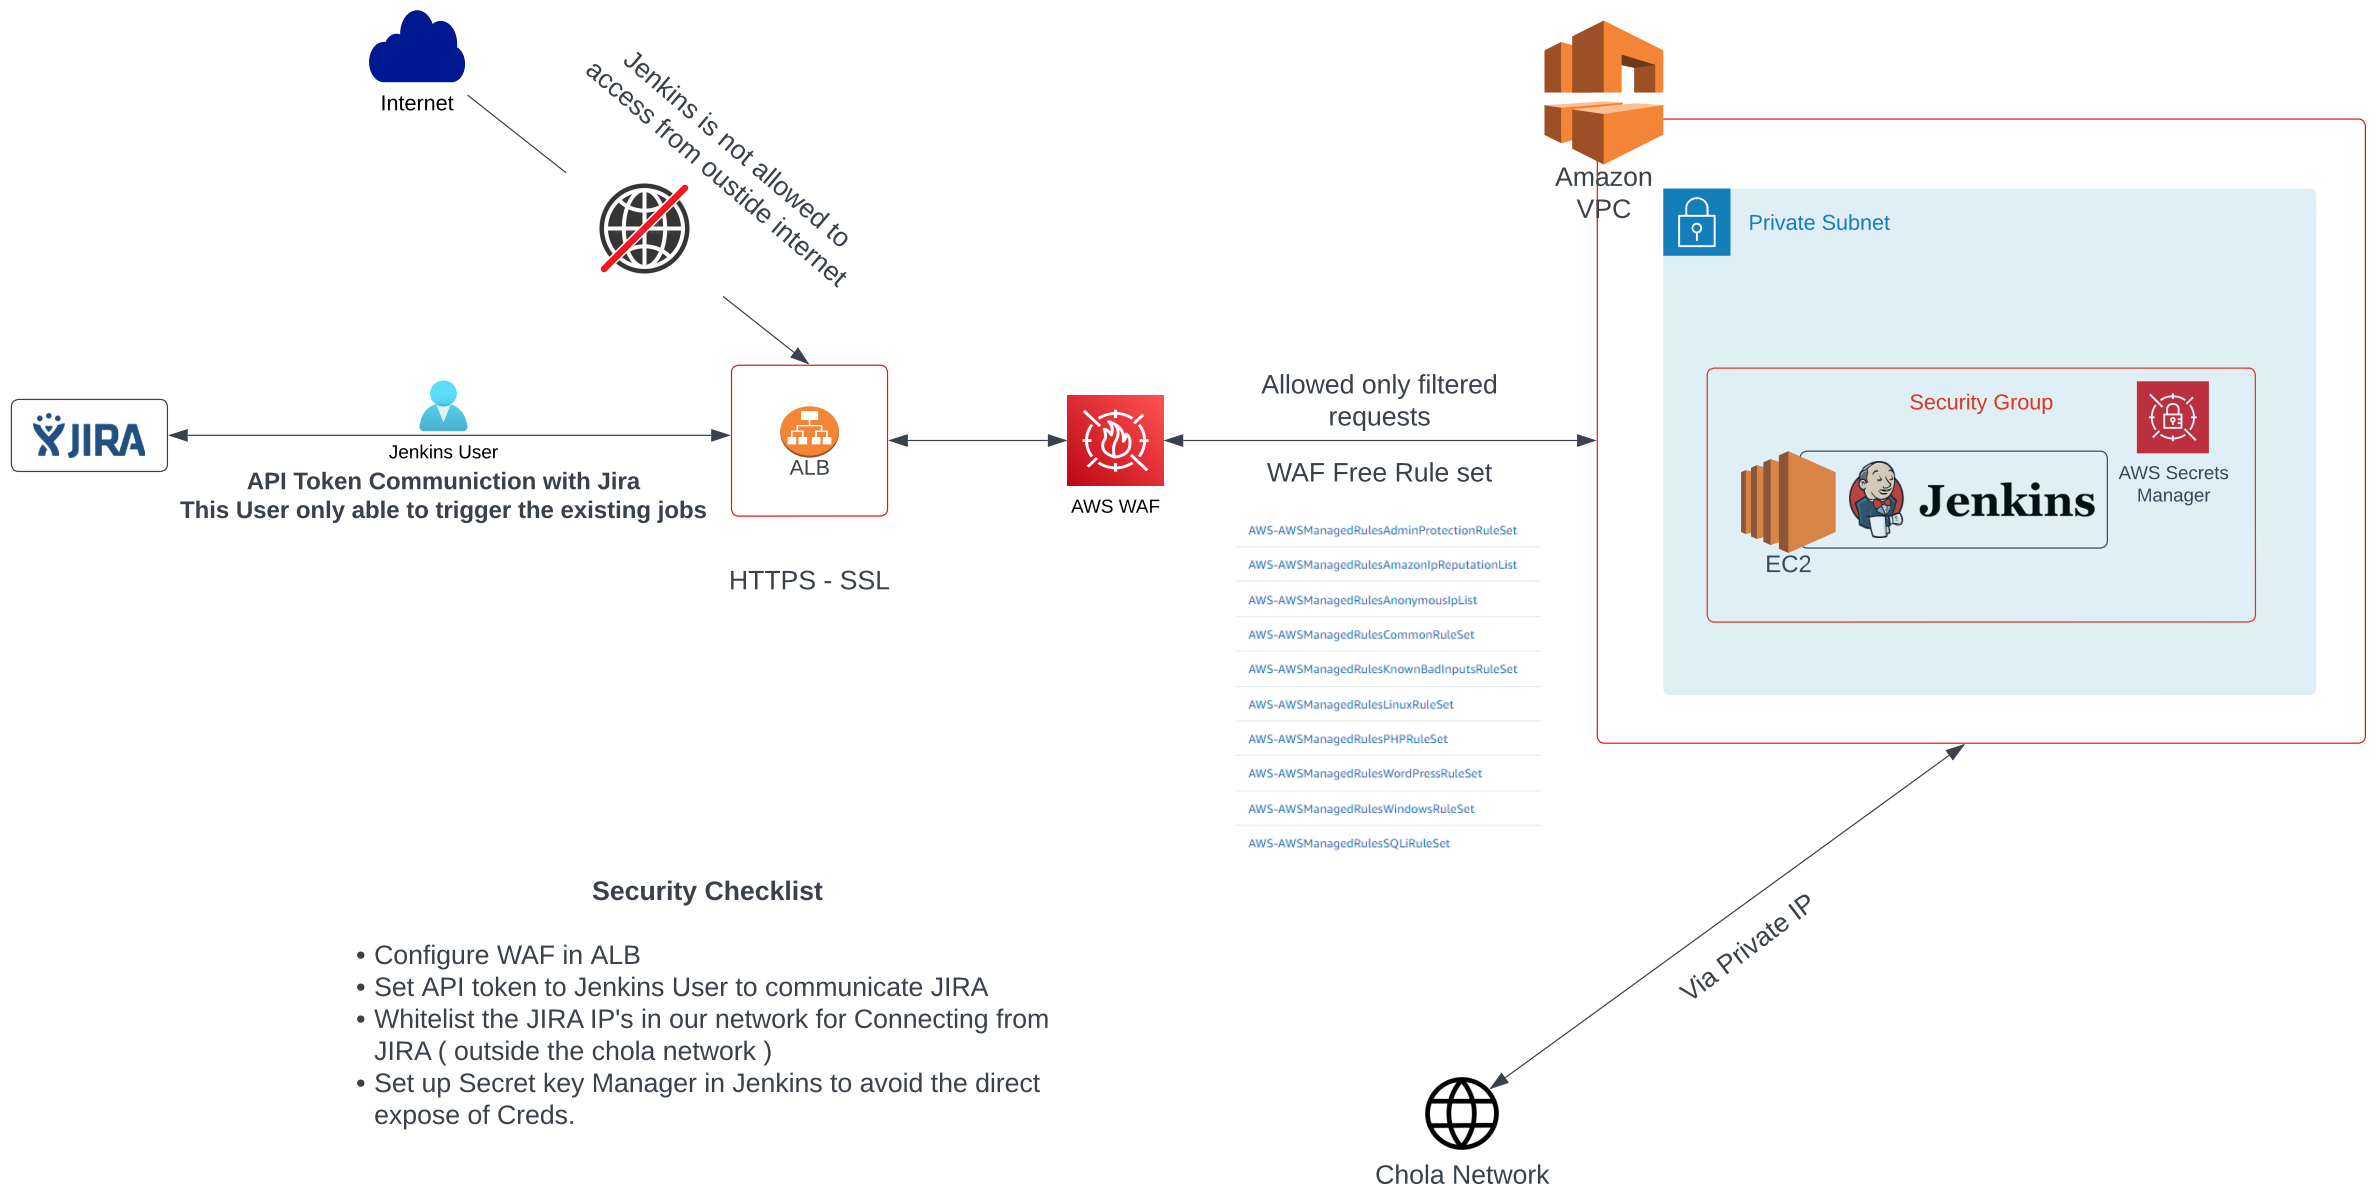 Internet
Jenkins is not allowed to
access from oustide internet
Amazon
VPC
Private Subnet
JIRA
Jenkins User
API Token Communiction with Jira
This User only able to trigger the existing jobs
ALB
HTTPS - SSL
AWS WAF
Allowed only filtered
requests
WAF Free Rule set
AWS-AWSManagedRulesAdminProtectionRuleSet
AWS-AWSManagedRulesAmazonIpReputationList
AWS-AWSManagedRulesAnonymousIpList
AWS-AWSManagedRulesCommonRuleSet
AWS-AWSManagedRulesKnownBadInputsRuleSet
AWS-AWSManagedRulesLinuxRuleSet
AWS-AWSManagedRulesPHPRuleSet
AWS-AWSManagedRulesWordPressRuleSet
AWS-AWSManagedRulesWindowsRuleSet
AWS-AWSManagedRulesSQLiRuleSet
Security Group
Jenkins
EC2
AWS Secrets
Manager
Security Checklist
• Configure WAF in ALB
• Set API token to Jenkins User to communicate JIRA
• Whitelist the JIRA IP's in our network for Connecting from
JIRA ( outside the chola network )
• Set up Secret key Manager in Jenkins to avoid the direct
expose of Creds.
Via Private IP
Chola Network